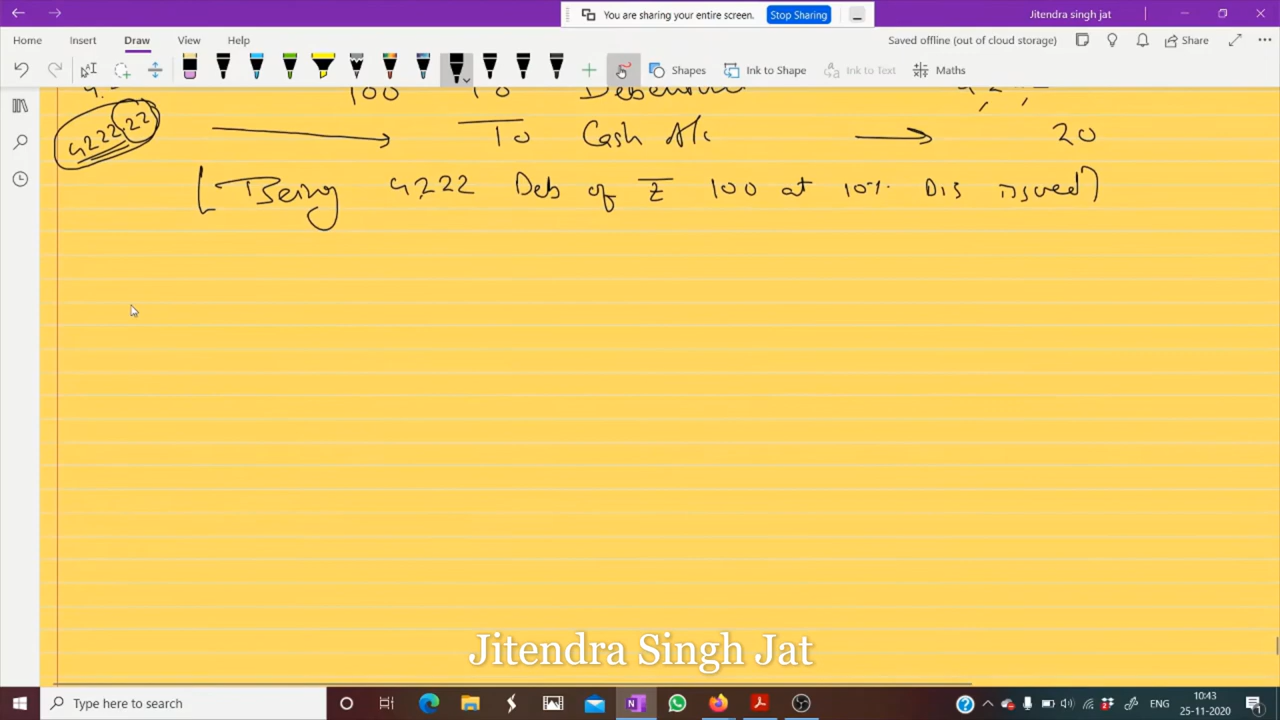 You are sharing your entire screen. Stop Sharing
Jitendra singh jat
Home Insert Draw View Help
Saved offline (out of cloud storage)
Share
Shapes Ink to Shape Ink to Text Maths
100 To
4222.22 To Cash A/c 20
[Being 4222 Deb of ₹ 100 at 10% Dis issued)
Jitendra Singh Jat
Type here to search
ENG
10:43
25-11-2020